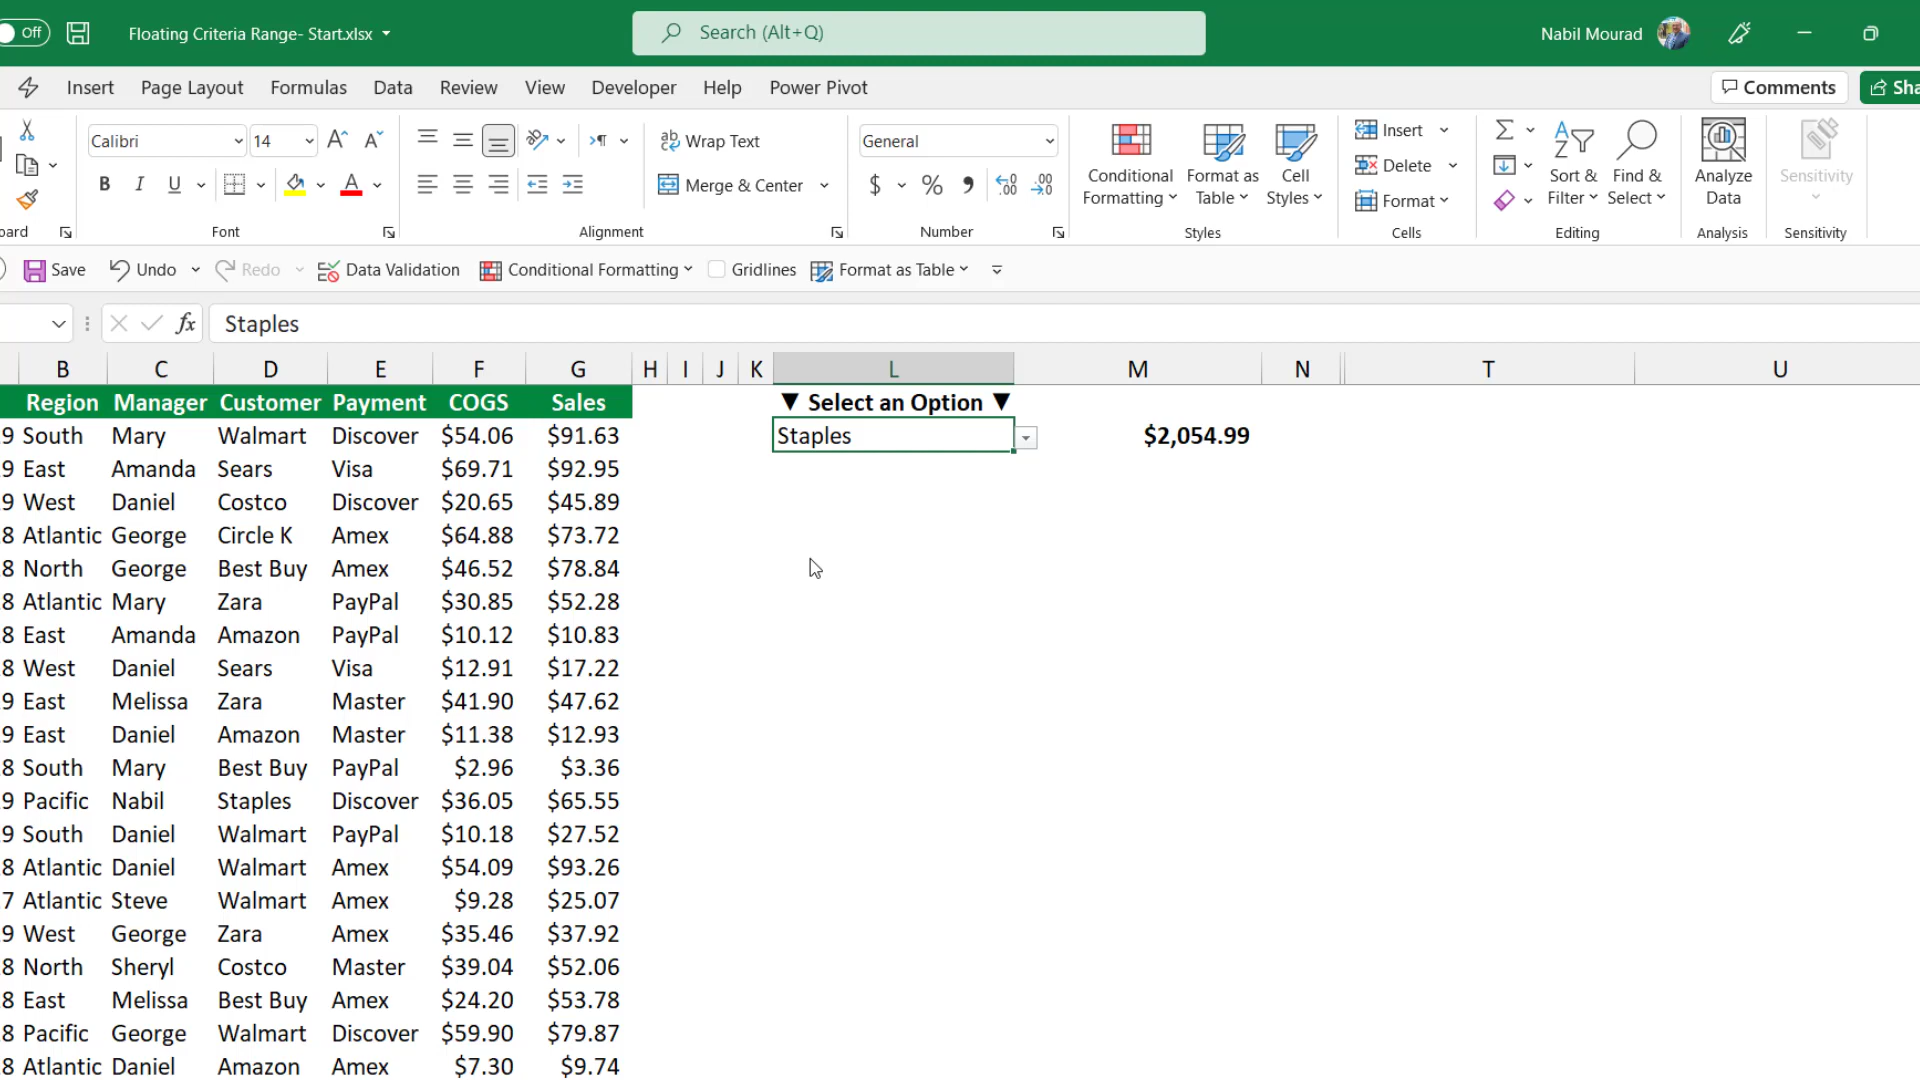 Off Floating Criteria Range- Start.xlsx Search (Alt+Q) Nabil Mourad
Insert Page Layout Formulas Data Review View Developer Help Power Pivot Comments Sha
Calibri 14 Wrap Text General Insert
Conditional Formatting Format as Table Cell Styles Delete Sort & Filter Find & Select Analyze Data Sensitivity
B I U Merge & Center $ % Format
oard Font Alignment Number Styles Cells Editing Analysis Sensitivity
Save Undo Redo Data Validation Conditional Formatting Gridlines Format as Table
fx Staples
B C D E F G H I J K L M N T U
Region Manager Customer Payment COGS Sales ▼ Select an Option ▼
9 South Mary Walmart Discover $54.06 $91.63 Staples $2,054.99
9 East Amanda Sears Visa $69.71 $92.95
9 West Daniel Costco Discover $20.65 $45.89
8 Atlantic George Circle K Amex $64.88 $73.72
8 North George Best Buy Amex $46.52 $78.84
8 Atlantic Mary Zara PayPal $30.85 $52.28
8 East Amanda Amazon PayPal $10.12 $10.83
8 West Daniel Sears Visa $12.91 $17.22
9 East Melissa Zara Master $41.90 $47.62
9 East Daniel Amazon Master $11.38 $12.93
8 South Mary Best Buy PayPal $2.96 $3.36
9 Pacific Nabil Staples Discover $36.05 $65.55
9 South Daniel Walmart PayPal $10.18 $27.52
8 Atlantic Daniel Walmart Amex $54.09 $93.26
7 Atlantic Steve Walmart Amex $9.28 $25.07
9 West George Zara Amex $35.46 $37.92
8 North Sheryl Costco Master $39.04 $52.06
8 East Melissa Best Buy Amex $24.20 $53.78
8 Pacific George Walmart Discover $59.90 $79.87
8 Atlantic Daniel Amazon Amex $7.30 $9.74